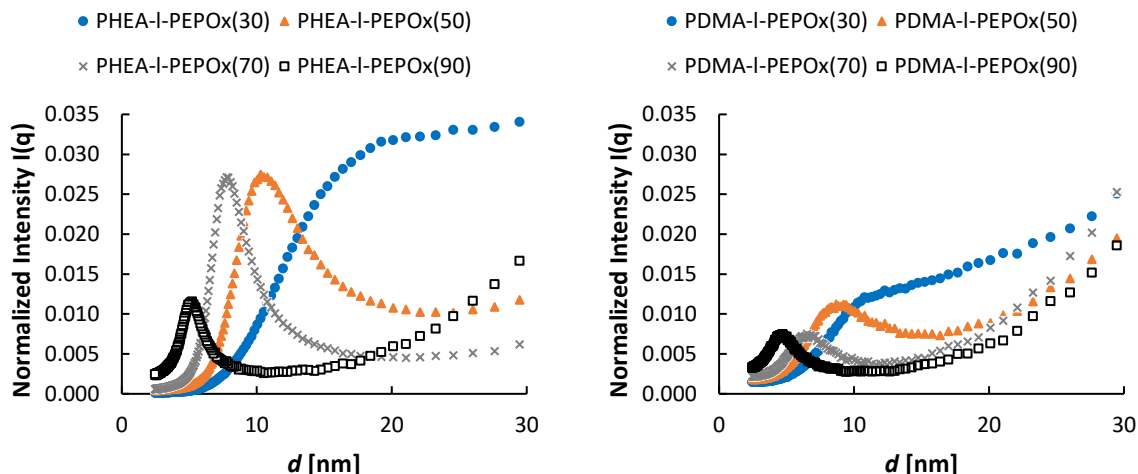 ● PHEA-l-PEPOx(30) ▲ PHEA-l-PEPOx(50)
× PHEA-l-PEPOx(70) □ PHEA-l-PEPOx(90)
Normalized Intensity I(q)
0.035
0.030
0.025
0.020
0.015
0.010
0.005
0.000
0 10 20 30
d [nm]
● PDMA-l-PEPOx(30) ▲ PDMA-l-PEPOx(50)
× PDMA-l-PEPOx(70) □ PDMA-l-PEPOx(90)
Normalized Intensity I(q)
0.035
0.030
0.025
0.020
0.015
0.010
0.005
0.000
0 10 20 30
d [nm]